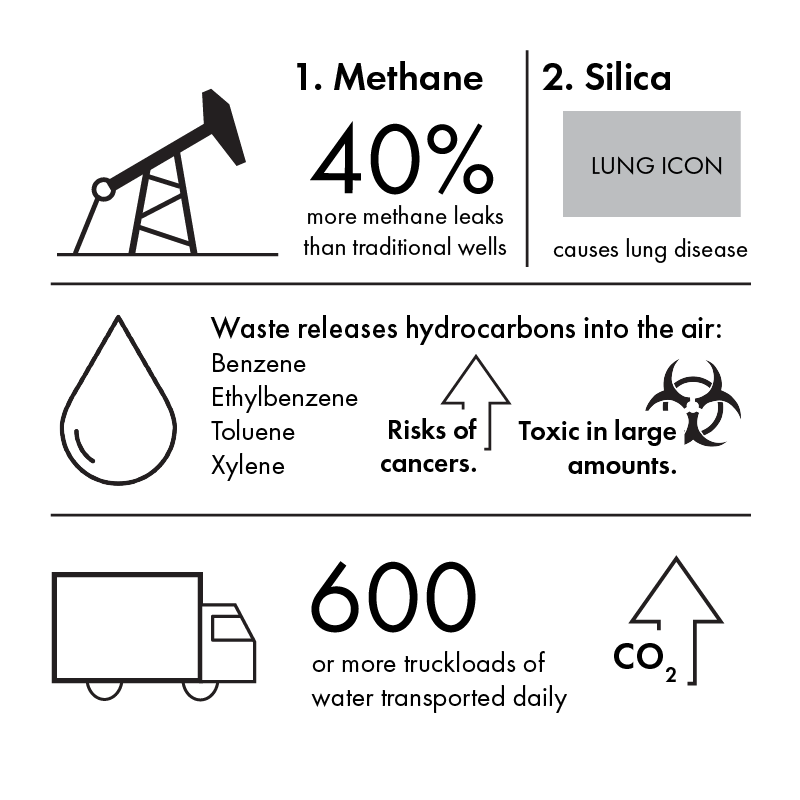 1. Methane
40%
more methane leaks
than traditional wells
2. Silica
LUNG ICON
causes lung disease
Waste releases hydrocarbons into the air:
Benzene
Ethylbenzene
Toluene
Xylene
Risks of
cancers.
Toxic in large
amounts.
600
or more truckloads of
water transported daily
CO₂